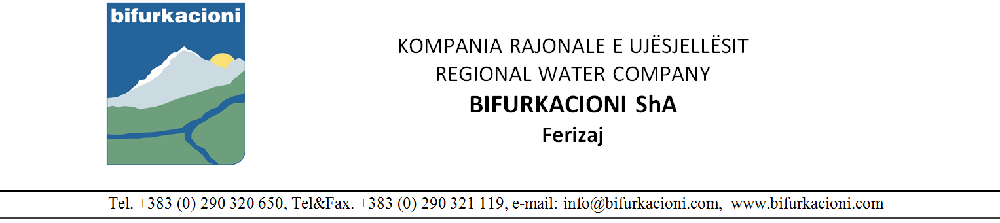 bifurkacioni
KOMPANIA RAJONALE E UJËSJELLËSIT
REGIONAL WATER COMPANY
BIFURKACIONI ShA
Ferizaj
Tel. +383 (0) 290 320 650, Tel&Fax. +383 (0) 290 321 119, e-mail: info@bifurkacioni.com, www.bifurkacioni.com